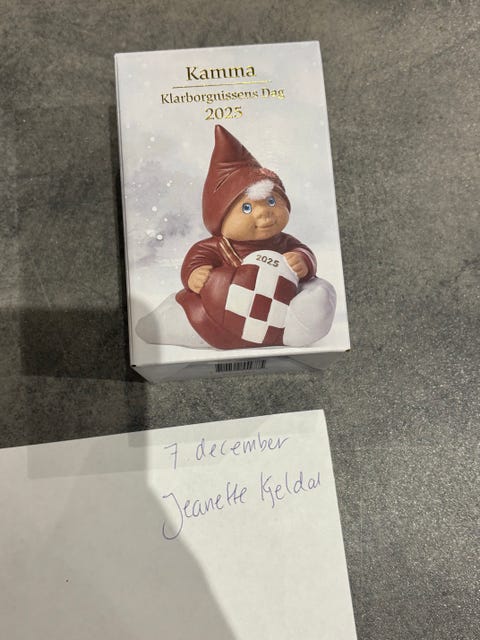 Kamma
Klarborgnissens Dag
2025
2025
7. december
Jeanette Kjeldal